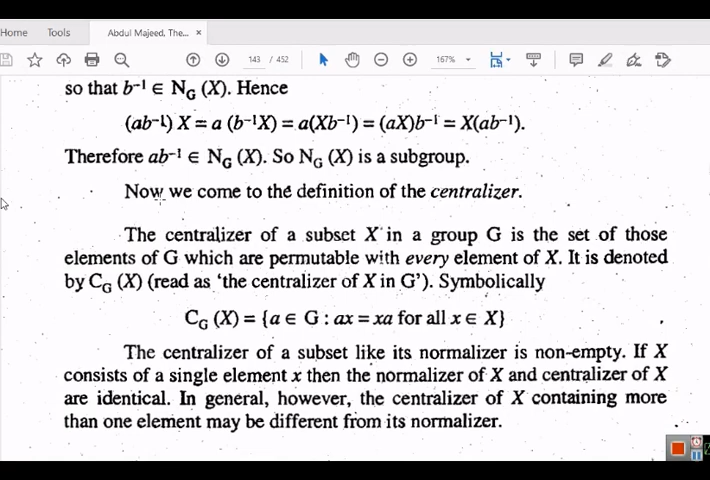 Home Tools Abdul Majeed, The... ×
143 / 452 167%
so that b⁻¹ ∈ N_G (X). Hence
(ab⁻¹) X = a (b⁻¹X) = a(Xb⁻¹) = (aX)b⁻¹ = X(ab⁻¹).
Therefore ab⁻¹ ∈ N_G (X). So N_G (X) is a subgroup.
Now we come to the definition of the centralizer.
The centralizer of a subset X in a group G is the set of those
elements of G which are permutable with every element of X. It is denoted
by C_G (X) (read as ‘the centralizer of X in G’). Symbolically
C_G (X) = {a ∈ G : ax = xa for all x ∈ X}
The centralizer of a subset like its normalizer is non-empty. If X
consists of a single element x then the normalizer of X and centralizer of X
are identical. In general, however, the centralizer of X containing more
than one element may be different from its normalizer.